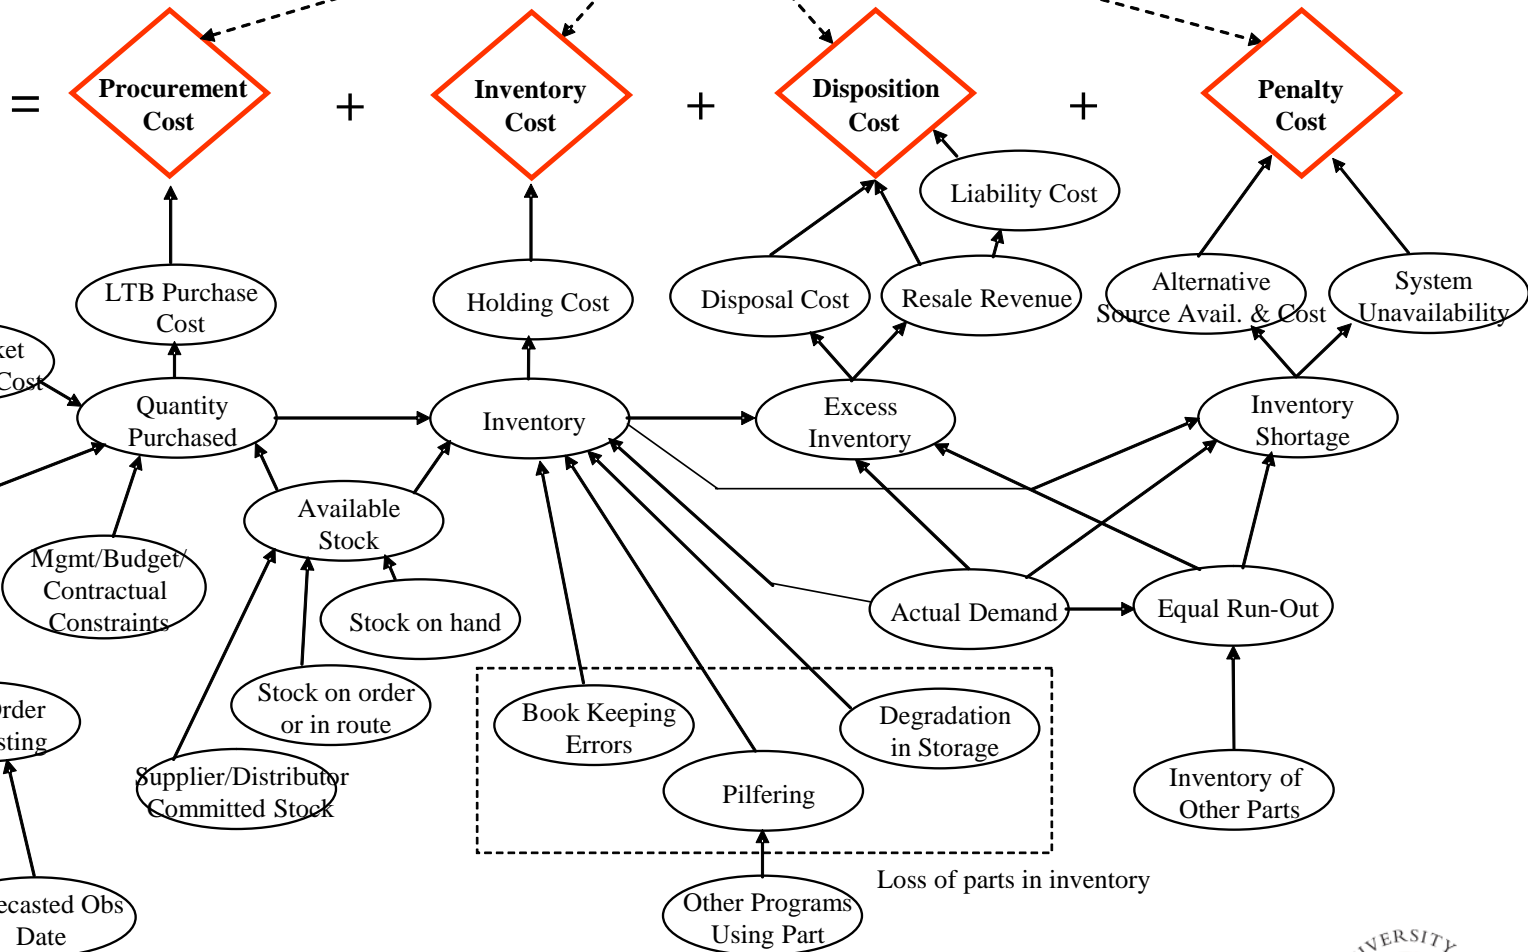 =
Procurement
Cost
+
Inventory
Cost
+
Disposition
Cost
+
Penalty
Cost
Liability Cost
LTB Purchase
Cost
Holding Cost
Disposal Cost
Resale Revenue
Alternative
Source Avail. & Cost
System
Unavailability
Cost
Quantity
Purchased
Inventory
Excess
Inventory
Inventory
Shortage
Available
Stock
Mgmt/Budget/
Contractual
Constraints
Stock on hand
Actual Demand
Equal Run-Out
Stock on order
or in route
Book Keeping
Errors
Degradation
in Storage
Supplier/Distributor
Committed Stock
Pilfering
Inventory of
Other Parts
Loss of parts in inventory
Other Programs
Using Part
Obs
Date